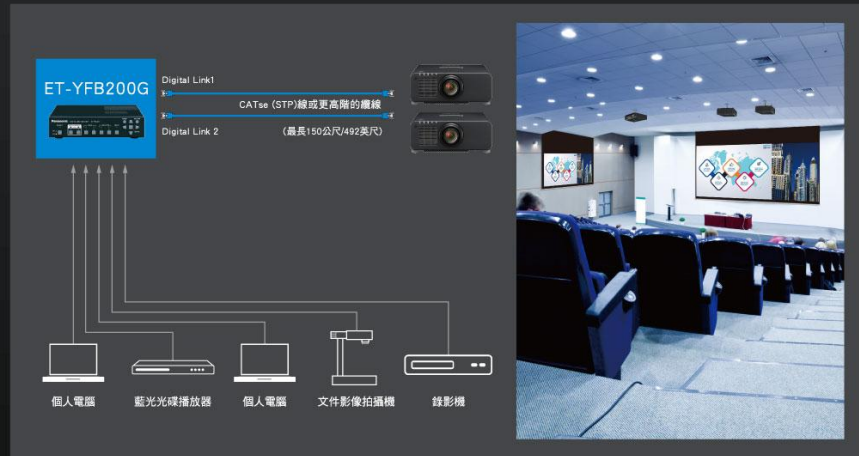 ET-YFB200G
Panasonic
Digital Link1
CATse (STP)線或更高階的纜線
Digital Link 2
(最長150公尺/492英尺)
個人電腦
藍光光碟播放器
個人電腦
文件影像拍攝機
錄影機